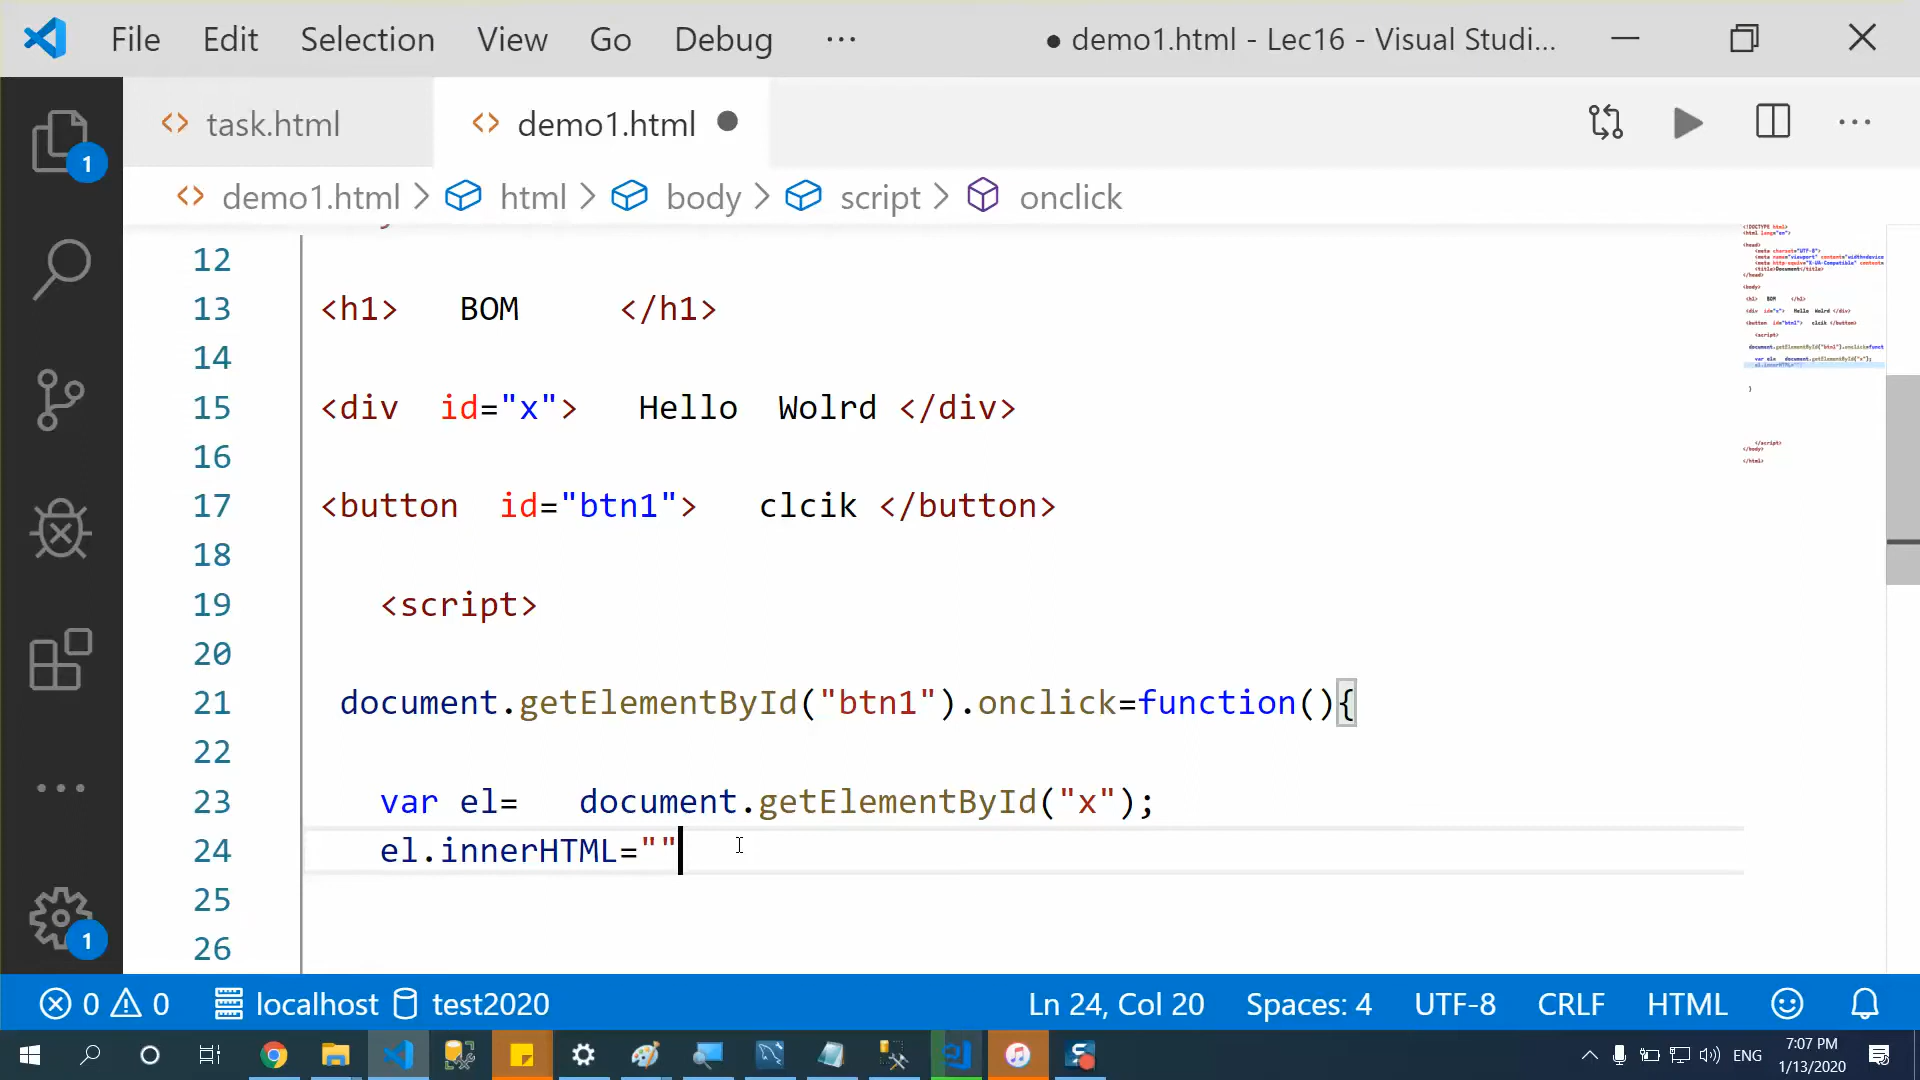 File Edit Selection View Go Debug ··· ● demo1.html - Lec16 - Visual Studi...
task.html demo1.html
demo1.html > html > body > script > onclick
12
13 <h1>   BOM     </h1>
14
15 <div  id="x">   Hello  Wolrd </div>
16
17 <button  id="btn1">   clcik </button>
18
19 <script>
20
21 document.getElementById("btn1").onclick=function(){
22
23 var el=   document.getElementById("x");
24 el.innerHTML=""
25
26
1
1
0 0 localhost test2020 Ln 24, Col 20 Spaces: 4 UTF-8 CRLF HTML
ENG 7:07 PM
1/13/2020